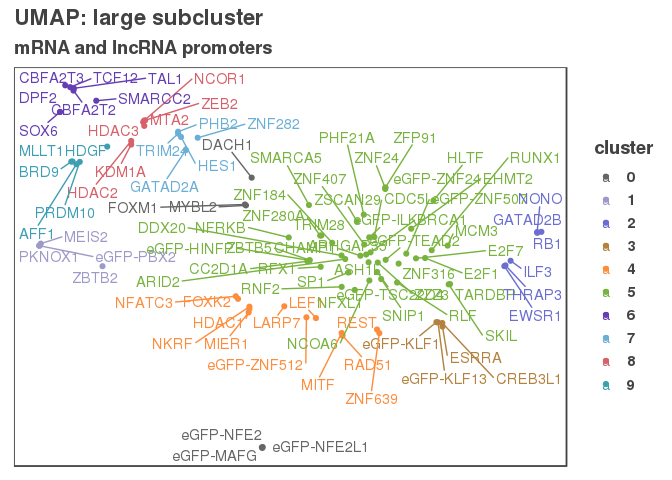 UMAP: large subcluster
mRNA and lncRNA promoters
CBFA2T3 TCF12 TAL1 NCOR1
DPF2 SMARCC2 ZEB2
CBFA2T2
SOX6 HDAC3 MTA2 PHB2 ZNF282
MLLT1 HDGF TRIM24 DACH1 PHF21A ZFP91
BRD9 KDM1A HES1 SMARCA5 ZNF24 HLTF RUNX1
HDAC2 GATAD2A ZNF407 eGFP-ZNF24 EHMT2
PRDM10 FOXM1 MYBL2 ZNF184 ZSCAN29 CDC5L eGFP-ZNF507 NONO
AFF1 ZNF280A eGFP-ILK BRCA1 GATAD2B
MEIS2 DDX20 NFRKB TRIM28 MCM3 RB1
PKNOX1 eGFP-PBX2 eGFP-HINFP ZBTB5 ARHGAP35 eGFP-TEAD2 E2F7
ZBTB2 CC2D1A RFX1 ASH1L ZNF316 E2F1 ILF3
ARID2 RNF2 SP1 eGFP-TSC22D4 TARDBP THRAP3
NFATC3 FOXK2 LEF1 NFXL1 SNIP1 RLF EWSR1
HDAC1 LARP7 REST SKIL
NKRF MIER1 NCOA6 eGFP-KLF1
eGFP-ZNF512 RAD51 ESRRA
MITF eGFP-KLF13 CREB3L1
ZNF639
eGFP-NFE2 eGFP-NFE2L1
eGFP-MAFG
cluster
a 0
a 1
a 2
a 3
a 4
a 5
a 6
a 7
a 8
a 9